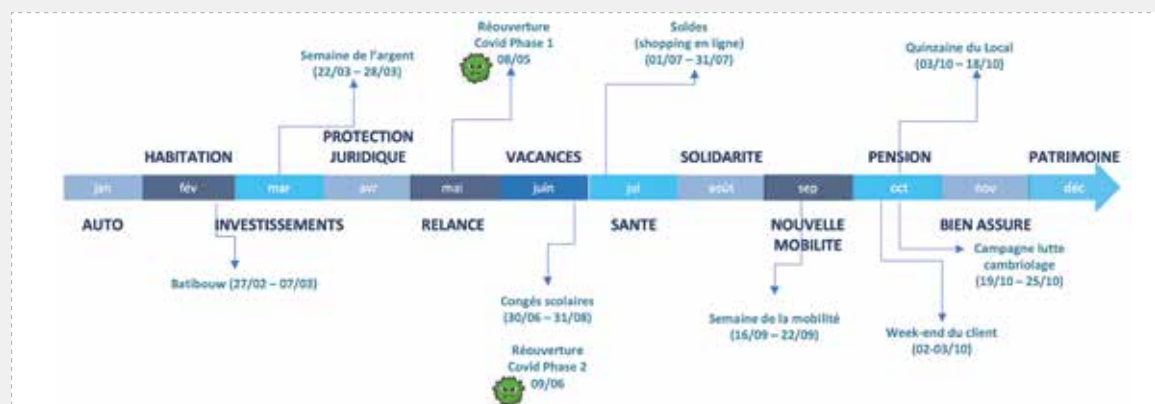 Réouverture
Covid Phase 1
08/05
Soldes
(shopping en ligne)
(01/07 – 31/07)
Semaine de l'argent
(22/03 – 28/03)
Quinzaine du Local
(03/10 – 18/10)
HABITATION
PROTECTION
JURIDIQUE
VACANCES
SOLIDARITE
PENSION
PATRIMOINE
jan
fév
mar
avr
mai
juin
jul
août
sep
oct
nov
déc
AUTO
INVESTISSEMENTS
RELANCE
SANTE
NOUVELLE
MOBILITE
BIEN ASSURE
Batibouw (27/02 – 07/03)
Congés scolaires
(30/06 – 31/08)
Réouverture
Covid Phase 2
09/06
Semaine de la mobilité
(16/09 – 22/09)
Campagne lutte
cambriolage
(19/10 – 25/10)
Week-end du client
(02-03/10)